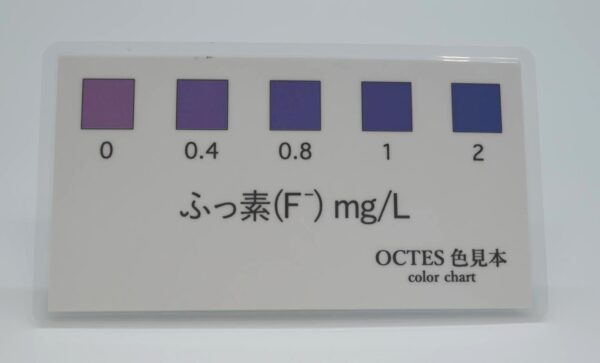 0 0.4 0.8 1 2
ふっ素(F⁻) mg/L
OCTES 色見本
color chart